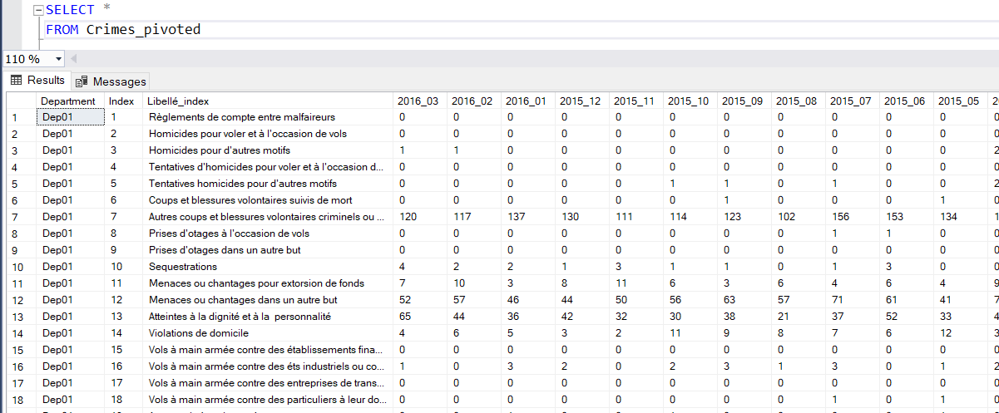 SELECT *
FROM Crimes_pivoted
110 %
Results Messages
Department Index Libellé_index 2016_03 2016_02 2016_01 2015_12 2015_11 2015_10 2015_09 2015_08 2015_07 2015_06 2015_05
1 Dep01 1 Règlements de compte entre malfaireurs 0 0 0 0 0 0 0 0 0 0 0
2 Dep01 2 Homicides pour voler et à l'occasion de vols 0 0 0 0 0 0 0 0 0 0 0
3 Dep01 3 Homicides pour d'autres motifs 1 1 0 0 0 0 0 0 0 0 0 2
4 Dep01 4 Tentatives d'homicides pour voler et à l'occasion d... 0 0 0 0 0 0 0 0 0 0 0
5 Dep01 5 Tentatives homicides pour d'autres motifs 0 0 0 0 0 1 1 0 1 0 0 2
6 Dep01 6 Coups et blessures volontaires suivis de mort 0 0 0 0 0 0 1 0 0 0 1
7 Dep01 7 Autres coups et blessures volontaires criminels ou ... 120 117 137 130 111 114 123 102 156 153 134 1
8 Dep01 8 Prises d'otages à l'occasion de vols 0 0 0 0 0 0 0 0 1 1 0
9 Dep01 9 Prises d'otages dans un autre but 0 0 0 0 0 0 0 0 0 0 0
10 Dep01 10 Sequestrations 4 2 2 1 3 1 1 0 1 3 0
11 Dep01 11 Menaces ou chantages pour extorsion de fonds 7 10 3 8 11 6 3 6 4 6 4 9
12 Dep01 12 Menaces ou chantages dans un autre but 52 57 46 44 50 56 63 57 71 61 41 7
13 Dep01 13 Atteintes à la dignité et à la personnalité 65 44 36 42 32 30 38 21 37 52 33 4
14 Dep01 14 Violations de domicile 4 6 5 3 2 11 9 8 7 6 12 3
15 Dep01 15 Vols à main armée contre des établissements fina... 0 0 0 0 0 0 0 0 0 0 0
16 Dep01 16 Vols à main armée contre des éts industriels ou co... 1 0 3 2 0 2 3 1 3 0 1 2
17 Dep01 17 Vols à main armée contre des entreprises de trans... 0 0 0 0 0 0 0 0 0 0 0
18 Dep01 18 Vols à main armée contre des particuliers à leur do... 0 0 0 0 0 0 0 0 1 0 1